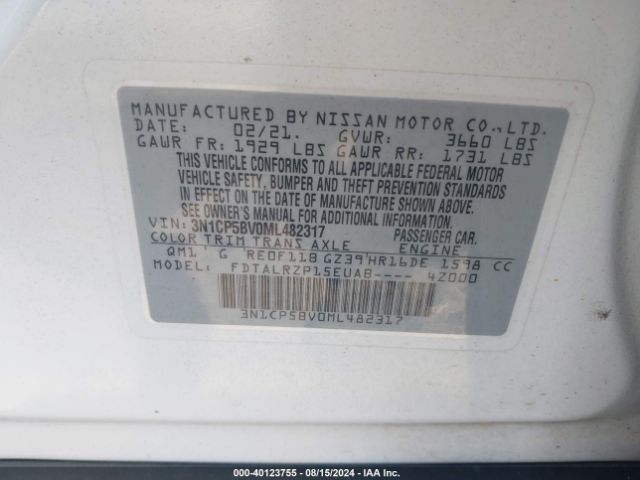 MANUFACTURED BY NISSAN MOTOR CO., LTD.
DATE: 02/21. GVWR: 3660 LBS
GAWR FR: 1929 LBS GAWR RR: 1731 LBS
THIS VEHICLE CONFORMS TO ALL APPLICABLE FEDERAL MOTOR
VEHICLE SAFETY, BUMPER AND THEFT PREVENTION STANDARDS
IN EFFECT ON THE DATE OF MANUFACTURE SHOWN ABOVE.
SEE OWNER'S MANUAL FOR ADDITIONAL INFORMATION.
VIN: 3N1CP5BV0ML482317 PASSENGER CAR.
COLOR TRIM TRANS AXLE ENGINE
QM1 G RE0F11B GZ39 HR16DE 1598 CC
MODEL: FDTALRZP15EUAB---- 4Z000
3N1CP5BV0ML482317
000-40123755 - 08/15/2024 - IAA Inc.